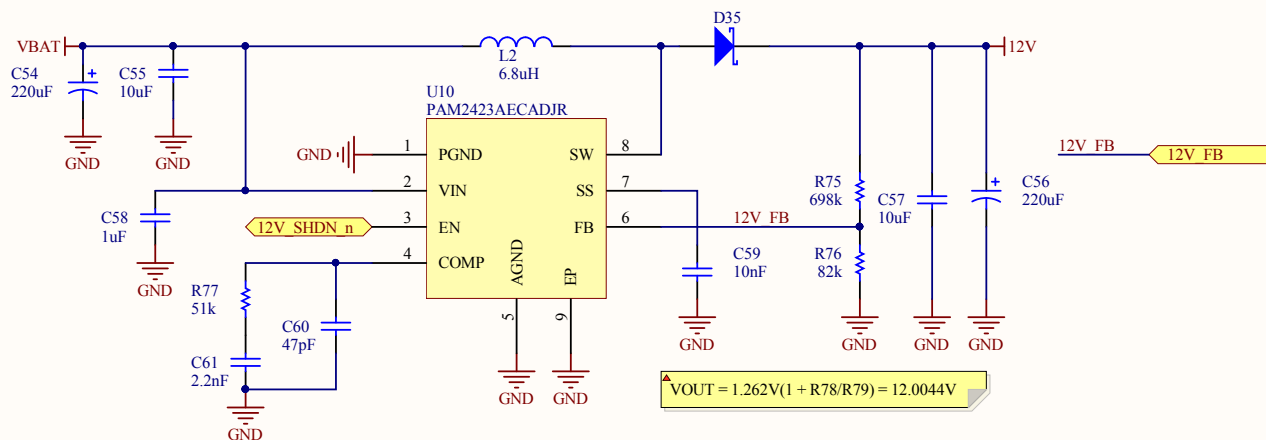 D35
VBAT
12V
C54
220uF
C55
10uF
L2
6.8uH
U10
PAM2423AECADJR
GND
GND
GND
1
PGND
SW
8
12V_FB
12V_FB
2
VIN
SS
7
R75
698k
C57
10uF
C56
220uF
C58
1uF
12V_SHDN_n
3
EN
FB
6
12V_FB
4
COMP
AGND
EP
C59
10nF
R76
82k
GND
R77
51k
C60
47pF
5
9
GND
GND
GND
GND
C61
2.2nF
GND
GND
GND
VOUT = 1.262V(1 + R78/R79) = 12.0044V